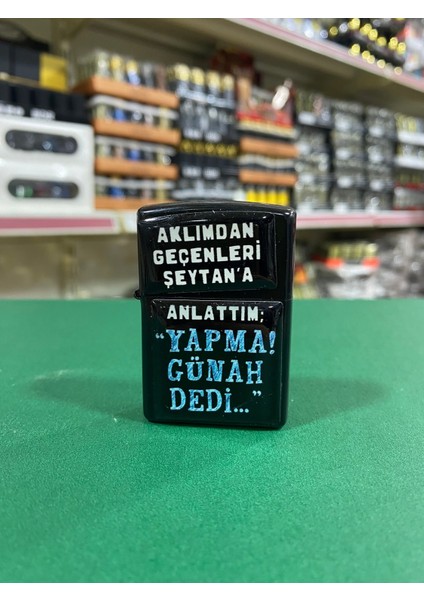 AKLIMDAN
GEÇENLERİ
ŞEYTAN'A
ANLATTIM;
"YAPMA!
GÜNAH
DEDİ..."